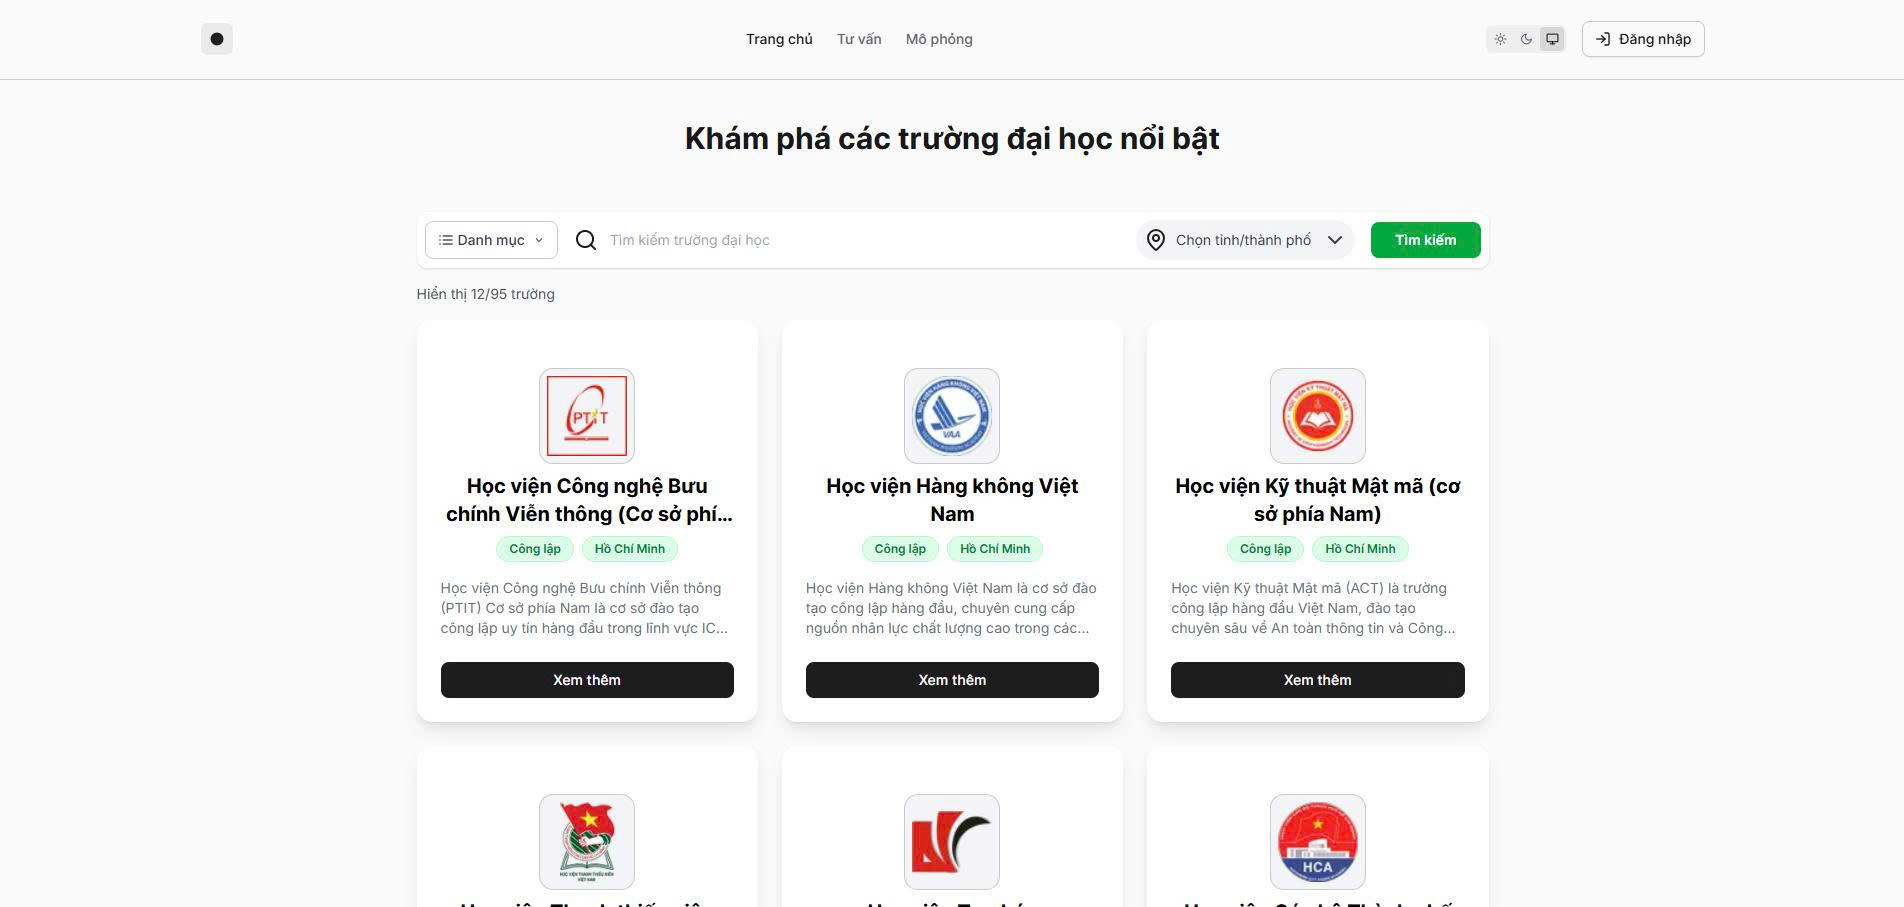 Trang chủ
Tư vấn
Mô phỏng
Đăng nhập
Khám phá các trường đại học nổi bật
Danh mục
Tìm kiếm trường đại học
Chọn tỉnh/thành phố
Tìm kiếm
Hiển thị 12/95 trường
PTIT
Học viện Công nghệ Bưu
chính Viễn thông (Cơ sở phí...
Công lập
Hồ Chí Minh
Học viện Công nghệ Bưu chính Viễn thông
(PTIT) Cơ sở phía Nam là cơ sở đào tạo
công lập uy tín hàng đầu trong lĩnh vực IC...
Xem thêm
VAA
Học viện Hàng không Việt
Nam
Công lập
Hồ Chí Minh
Học viện Hàng không Việt Nam là cơ sở đào
tạo công lập hàng đầu, chuyên cung cấp
nguồn nhân lực chất lượng cao trong các...
Xem thêm
Học viện Kỹ thuật Mật mã (cơ
sở phía Nam)
Công lập
Hồ Chí Minh
Học viện Kỹ thuật Mật mã (ACT) là trường
công lập hàng đầu Việt Nam, đào tạo
chuyên sâu về An toàn thông tin và Công...
Xem thêm
HỌC VIỆN THANH THIẾU NIÊN
VIỆT NAM
HCA